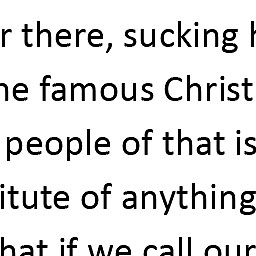 r there, sucking
he famous Christ
people of that is
itute of anything
hat if we call our